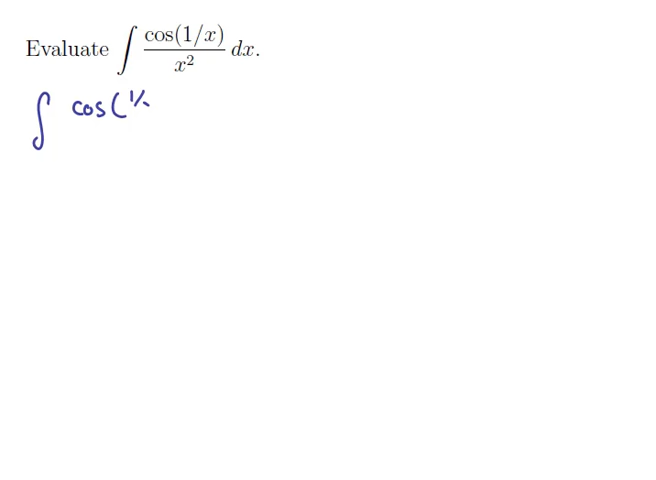 Evaluate ∫ cos(1/x)/x² dx.
∫ cos(1/